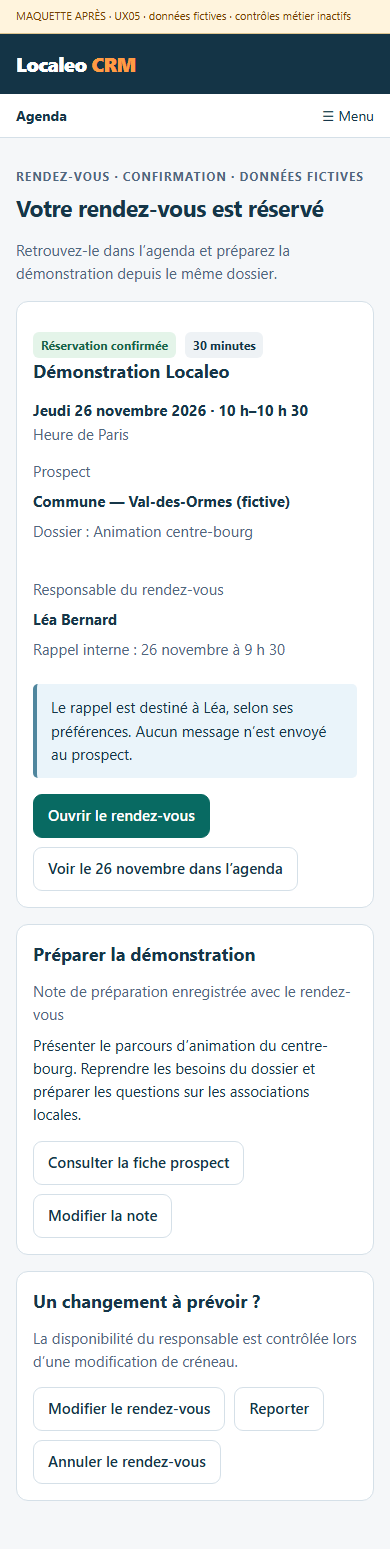 MAQUETTE APRÈS · UX05 · données fictives · contrôles métier inactifs
Localeo CRM
Agenda
☰ Menu
RENDEZ-VOUS · CONFIRMATION · DONNÉES FICTIVES
Votre rendez-vous est réservé
Retrouvez-le dans l’agenda et préparez la
démonstration depuis le même dossier.
Réservation confirmée
30 minutes
Démonstration Localeo
Jeudi 26 novembre 2026 · 10 h–10 h 30
Heure de Paris
Prospect
Commune — Val-des-Ormes (fictive)
Dossier : Animation centre-bourg
Responsable du rendez-vous
Léa Bernard
Rappel interne : 26 novembre à 9 h 30
Le rappel est destiné à Léa, selon ses
préférences. Aucun message n’est envoyé
au prospect.
Ouvrir le rendez-vous
Voir le 26 novembre dans l’agenda
Préparer la démonstration
Note de préparation enregistrée avec le rendez-
vous
Présenter le parcours d’animation du centre-
bourg. Reprendre les besoins du dossier et
préparer les questions sur les associations
locales.
Consulter la fiche prospect
Modifier la note
Un changement à prévoir ?
La disponibilité du responsable est contrôlée lors
d’une modification de créneau.
Modifier le rendez-vous
Reporter
Annuler le rendez-vous